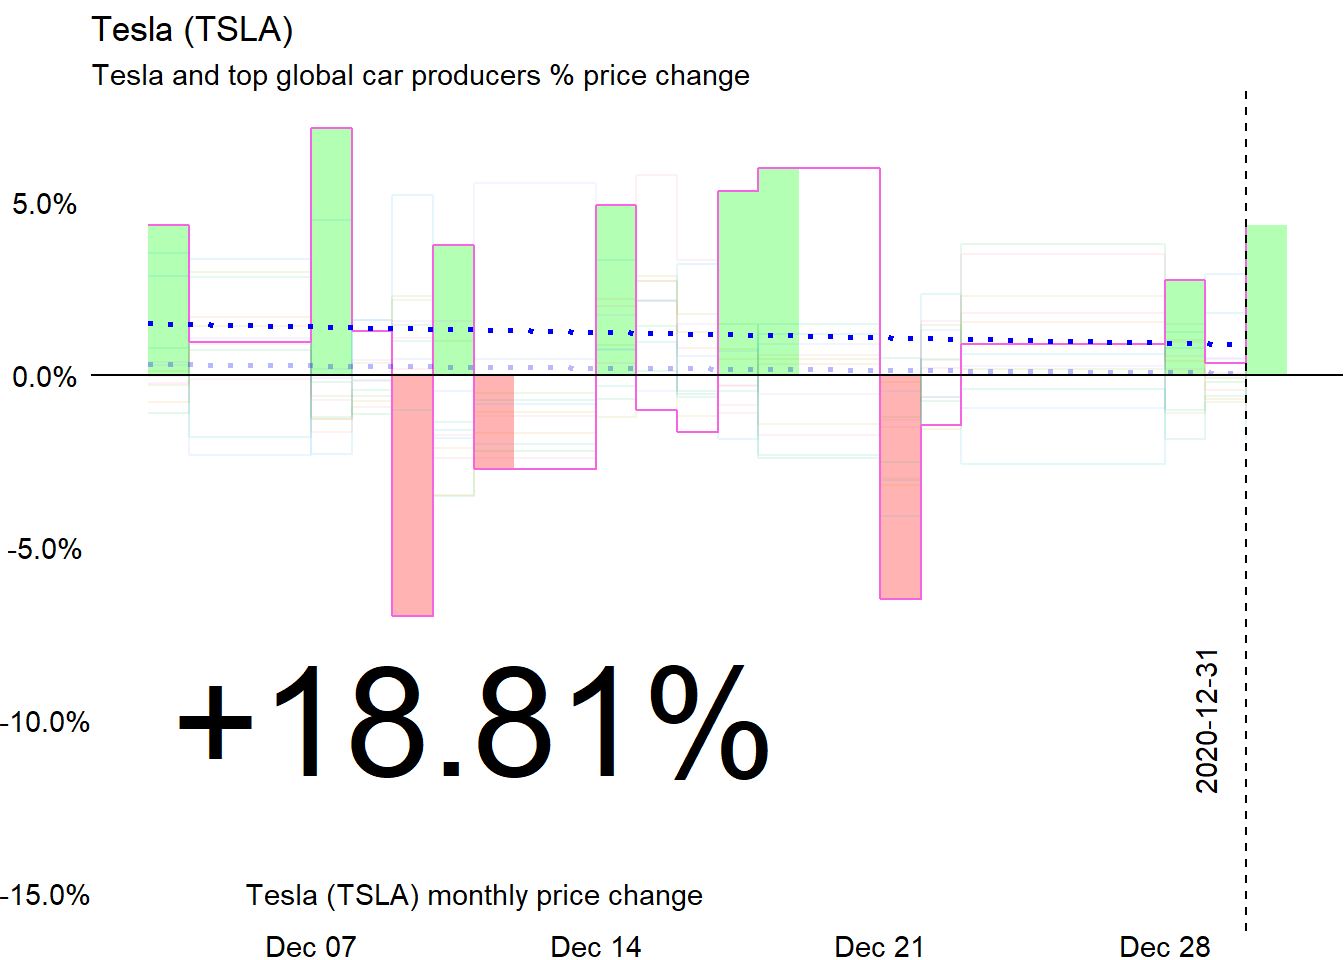 Tesla (TSLA)
Tesla and top global car producers % price change
5.0%
0.0%
-5.0%
-10.0%
-15.0%
+18.81%
2020-12-31
Tesla (TSLA) monthly price change
Dec 07 Dec 14 Dec 21 Dec 28